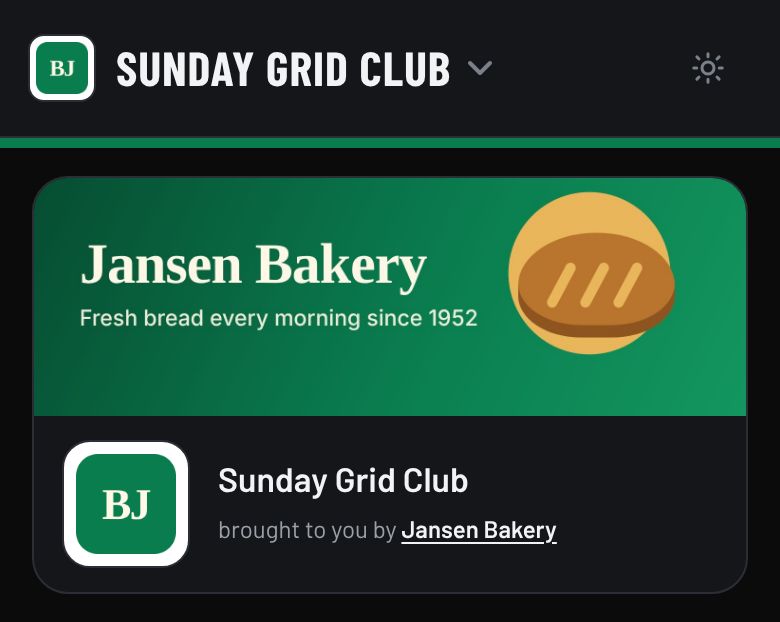 BJ
SUNDAY GRID CLUB
Jansen Bakery
Fresh bread every morning since 1952
BJ
Sunday Grid Club
brought to you by Jansen Bakery